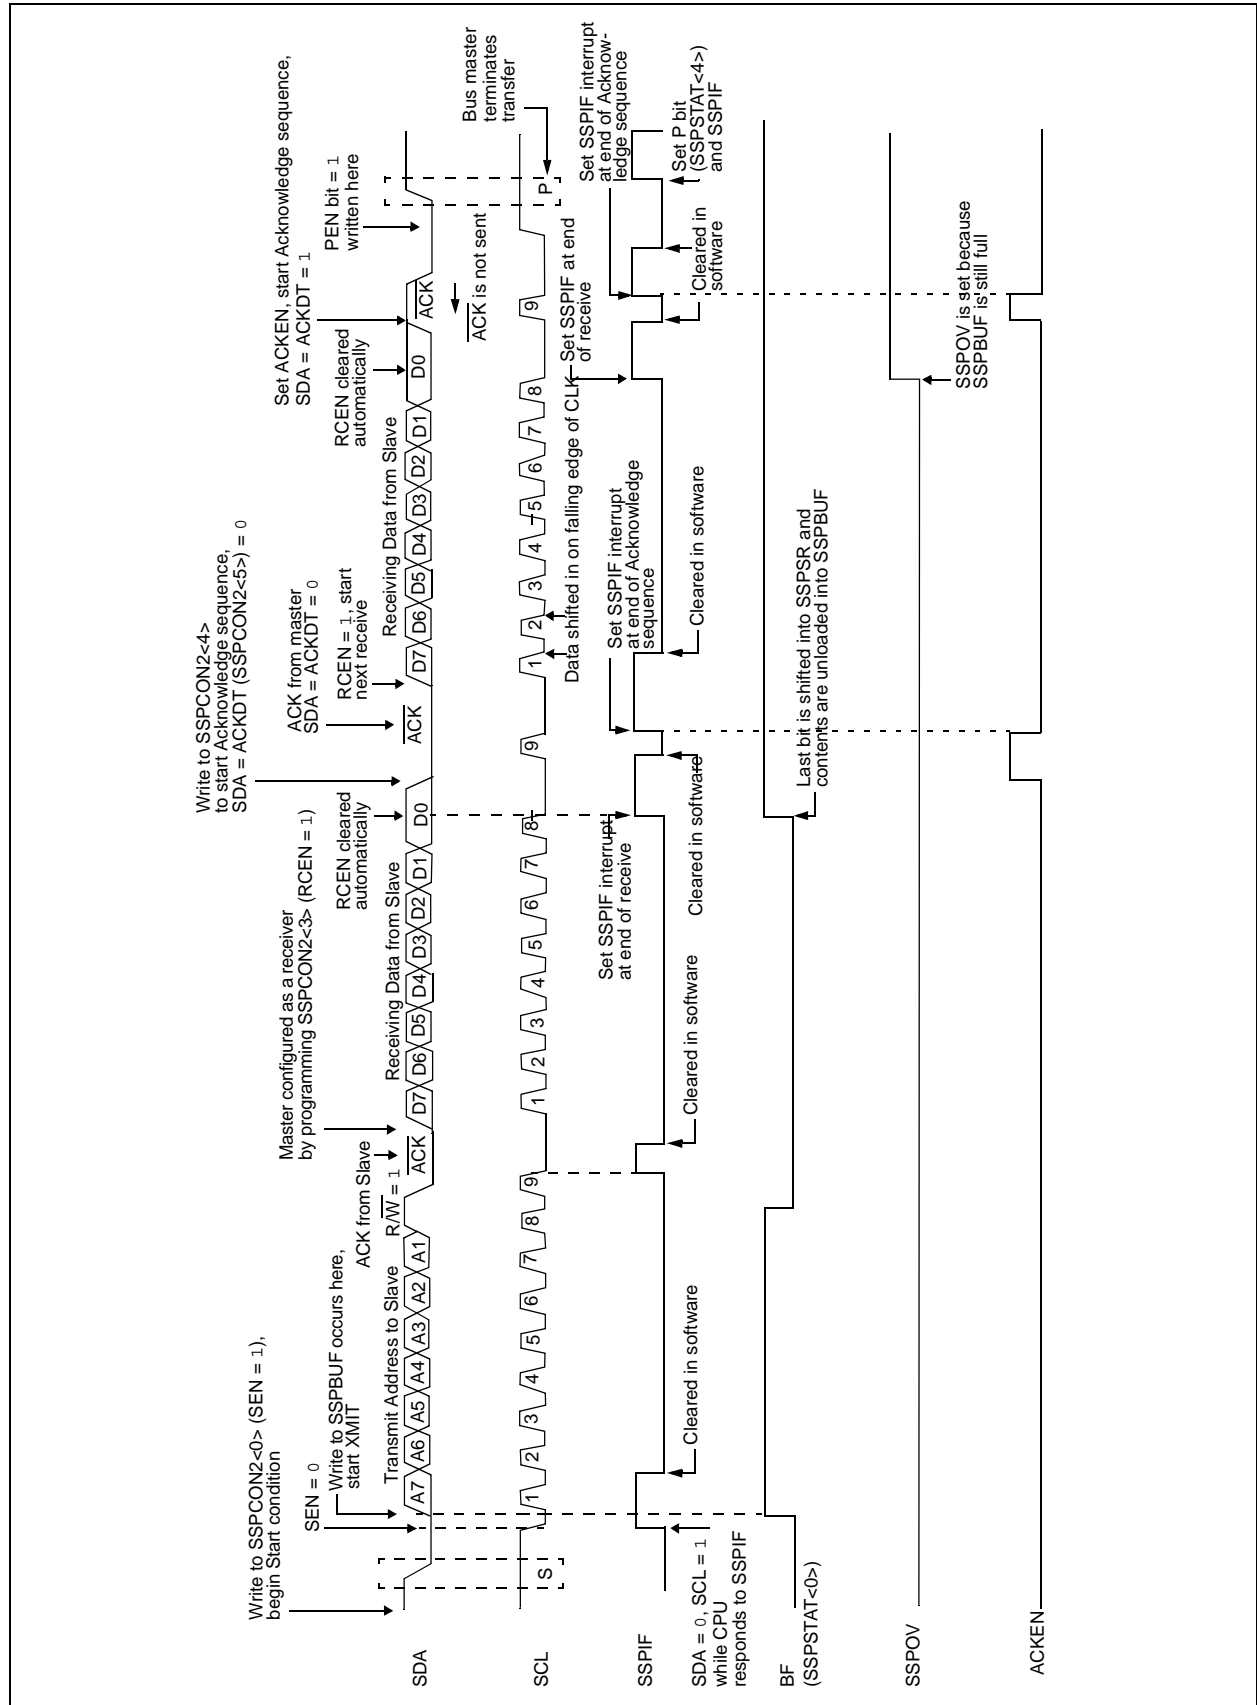 Write to SSPCON2<0> (SEN = 1),
begin Start condition
SEN = 0
Write to SSPBUF occurs here,
start XMIT
ACK from Slave
Master configured as a receiver
by programming SSPCON2<3> (RCEN = 1)
RCEN cleared
automatically
Write to SSPCON2<4>
to start Acknowledge sequence,
SDA = ACKDT (SSPCON2<5>) = 0
ACK from master
SDA = ACKDT = 0
RCEN = 1, start
next receive
RCEN cleared
automatically
Set ACKEN, start Acknowledge sequence,
SDA = ACKDT = 1
PEN bit = 1
written here
Transmit Address to Slave
R/W = 1
Receiving Data from Slave
Receiving Data from Slave
SDA
A7 A6 A5 A4 A3 A2 A1
ACK
D7 D6 D5 D4 D3 D2 D1 D0
ACK
D7 D6 D5 D4 D3 D2 D1 D0
ACK
ACK is not sent
Bus master
terminates
transfer
SCL
S
1 2 3 4 5 6 7 8 9
1 2 3 4 5 6 7 8 9
1 2 3 4 5 6 7 8 9
P
Data shifted in on falling edge of CLK
Set SSPIF at end
of receive
Set SSPIF interrupt
at end of receive
Set SSPIF interrupt
at end of Acknowledge
sequence
Set SSPIF interrupt
at end of Acknow-
ledge sequence
SSPIF
SDA = 0, SCL = 1
while CPU
responds to SSPIF
Cleared in software
Cleared in software
Cleared in software
Cleared in software
Cleared in software
Cleared in
software
Set P bit
(SSPSTAT<4>)
and SSPIF
BF
(SSPSTAT<0>)
Last bit is shifted into SSPSR and
contents are unloaded into SSPBUF
SSPOV
SSPOV is set because
SSPBUF is still full
ACKEN